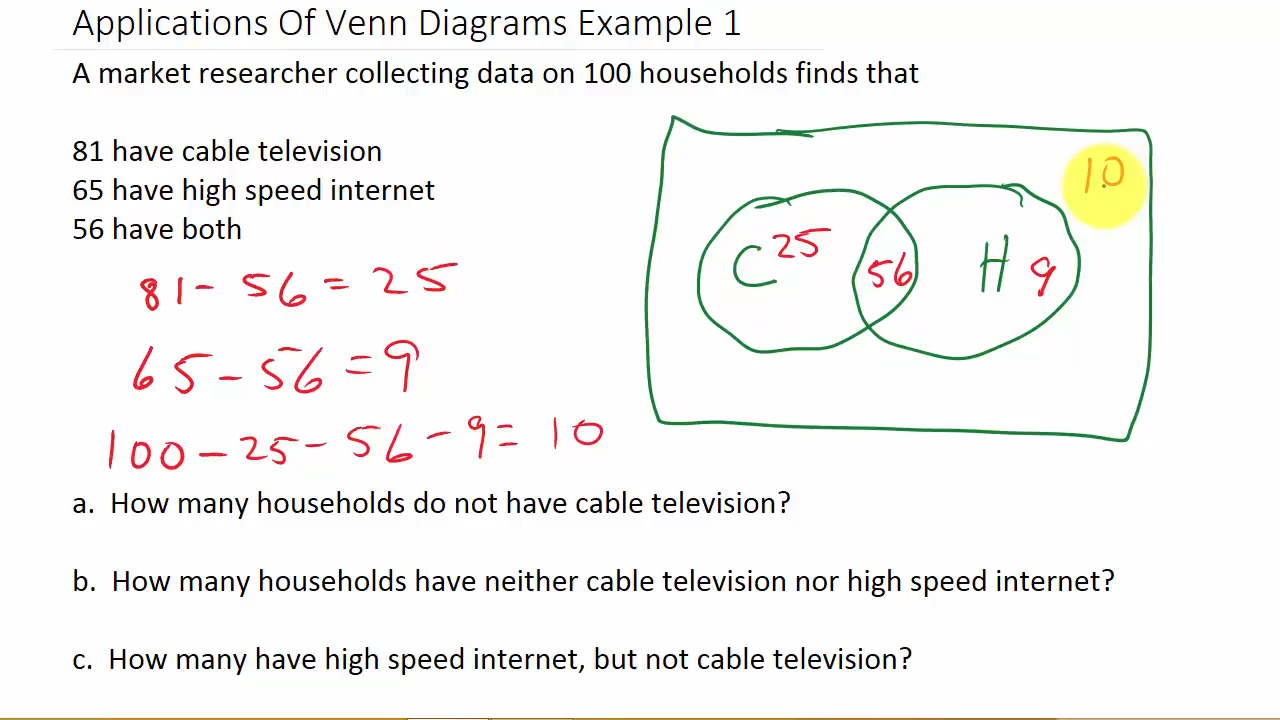 Applications Of Venn Diagrams Example 1
A market researcher collecting data on 100 households finds that
81 have cable television
65 have high speed internet
56 have both
81 - 56 = 25
65 - 56 = 9
100 - 25 - 56 - 9 = 10
10
C 25 56 H 9
a. How many households do not have cable television?
b. How many households have neither cable television nor high speed internet?
c. How many have high speed internet, but not cable television?